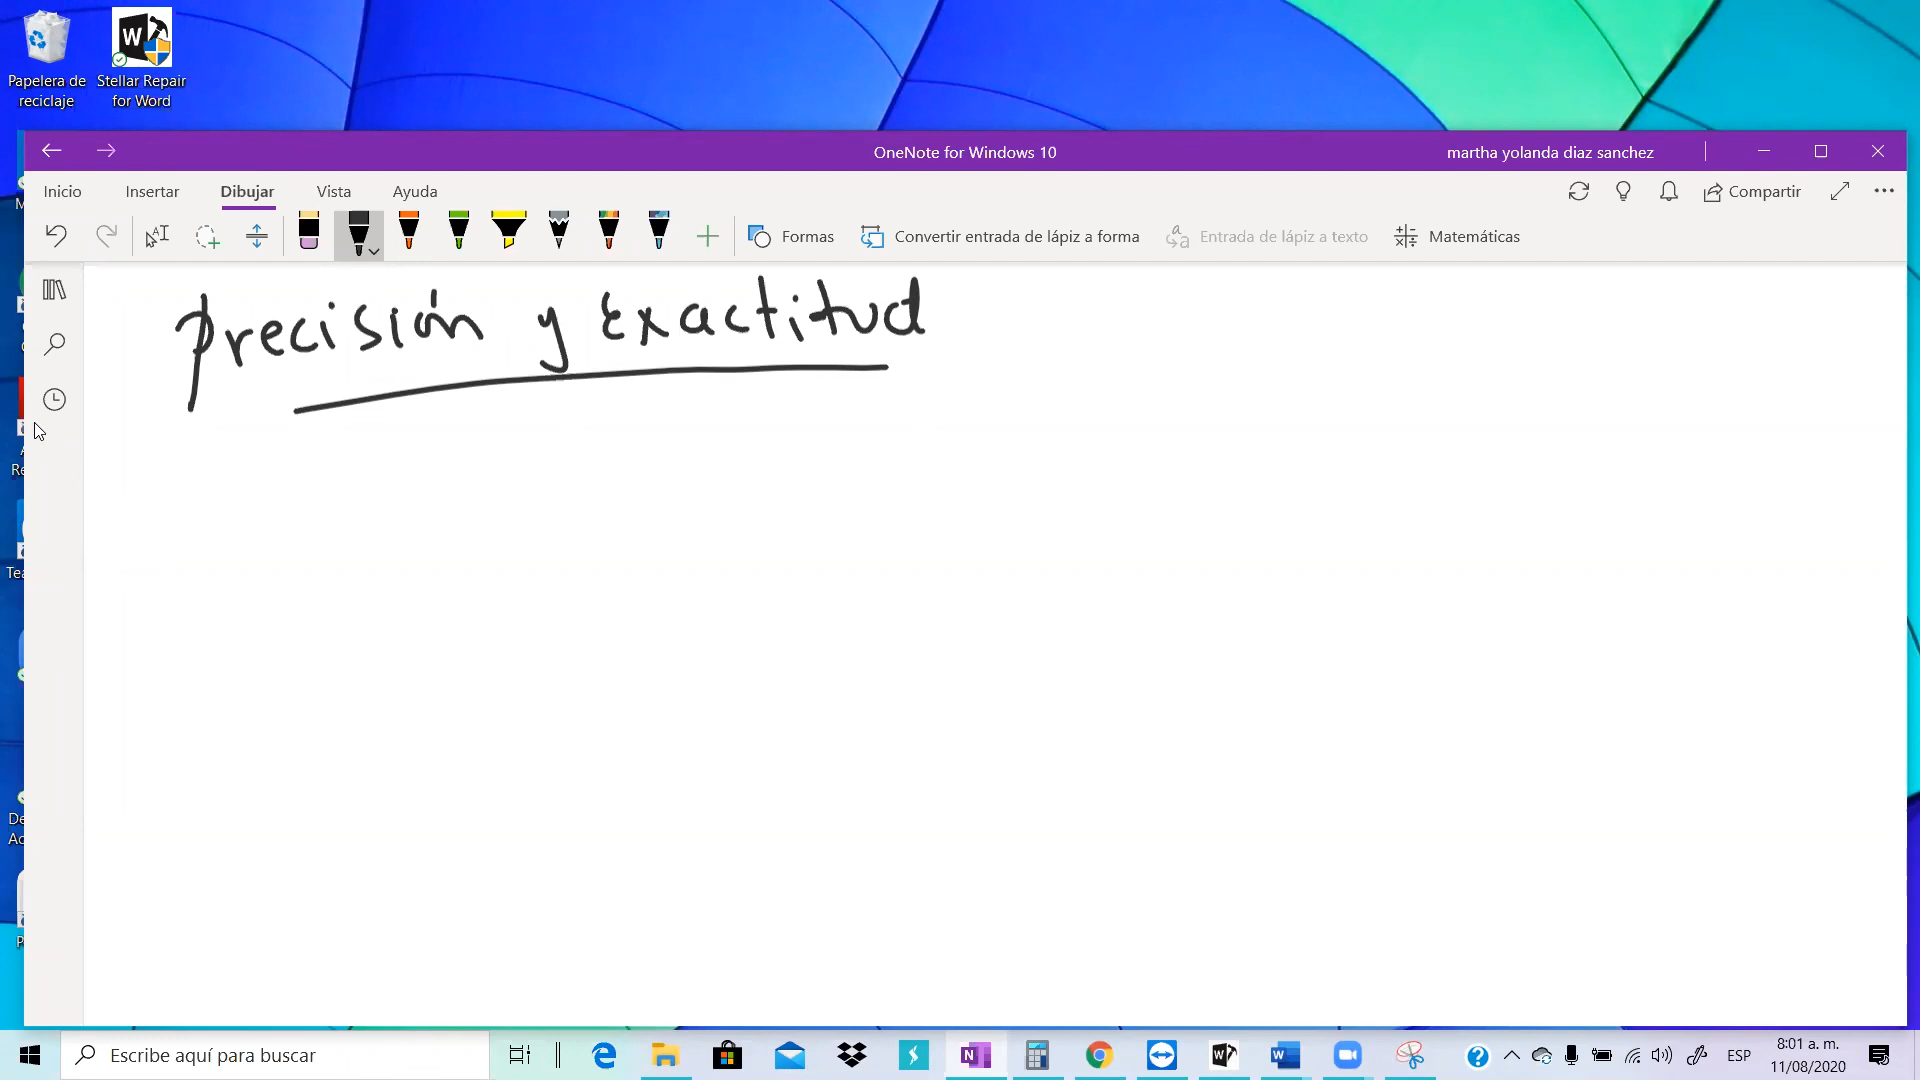 Papelera de
reciclaje
Stellar Repair
for Word
OneNote for Windows 10
martha yolanda diaz sanchez
Inicio
Insertar
Dibujar
Vista
Ayuda
Compartir
Formas
Convertir entrada de lápiz a forma
Entrada de lápiz a texto
Matemáticas
precisión y Exactitud
Escribe aquí para buscar
ESP
8:01 a. m.
11/08/2020